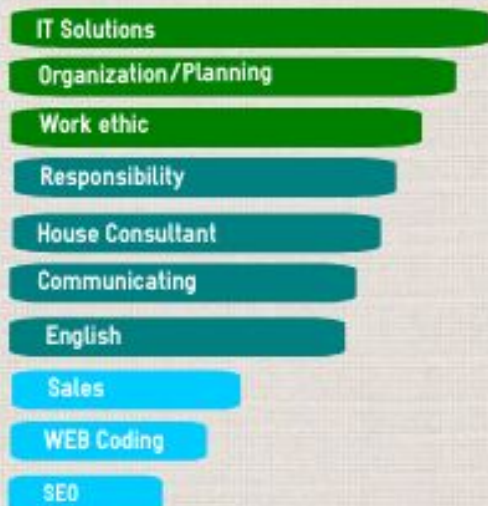 IT Solutions
Organization/Planning
Work ethic
Responsibility
House Consultant
Communicating
English
Sales
WEB Coding
SEO